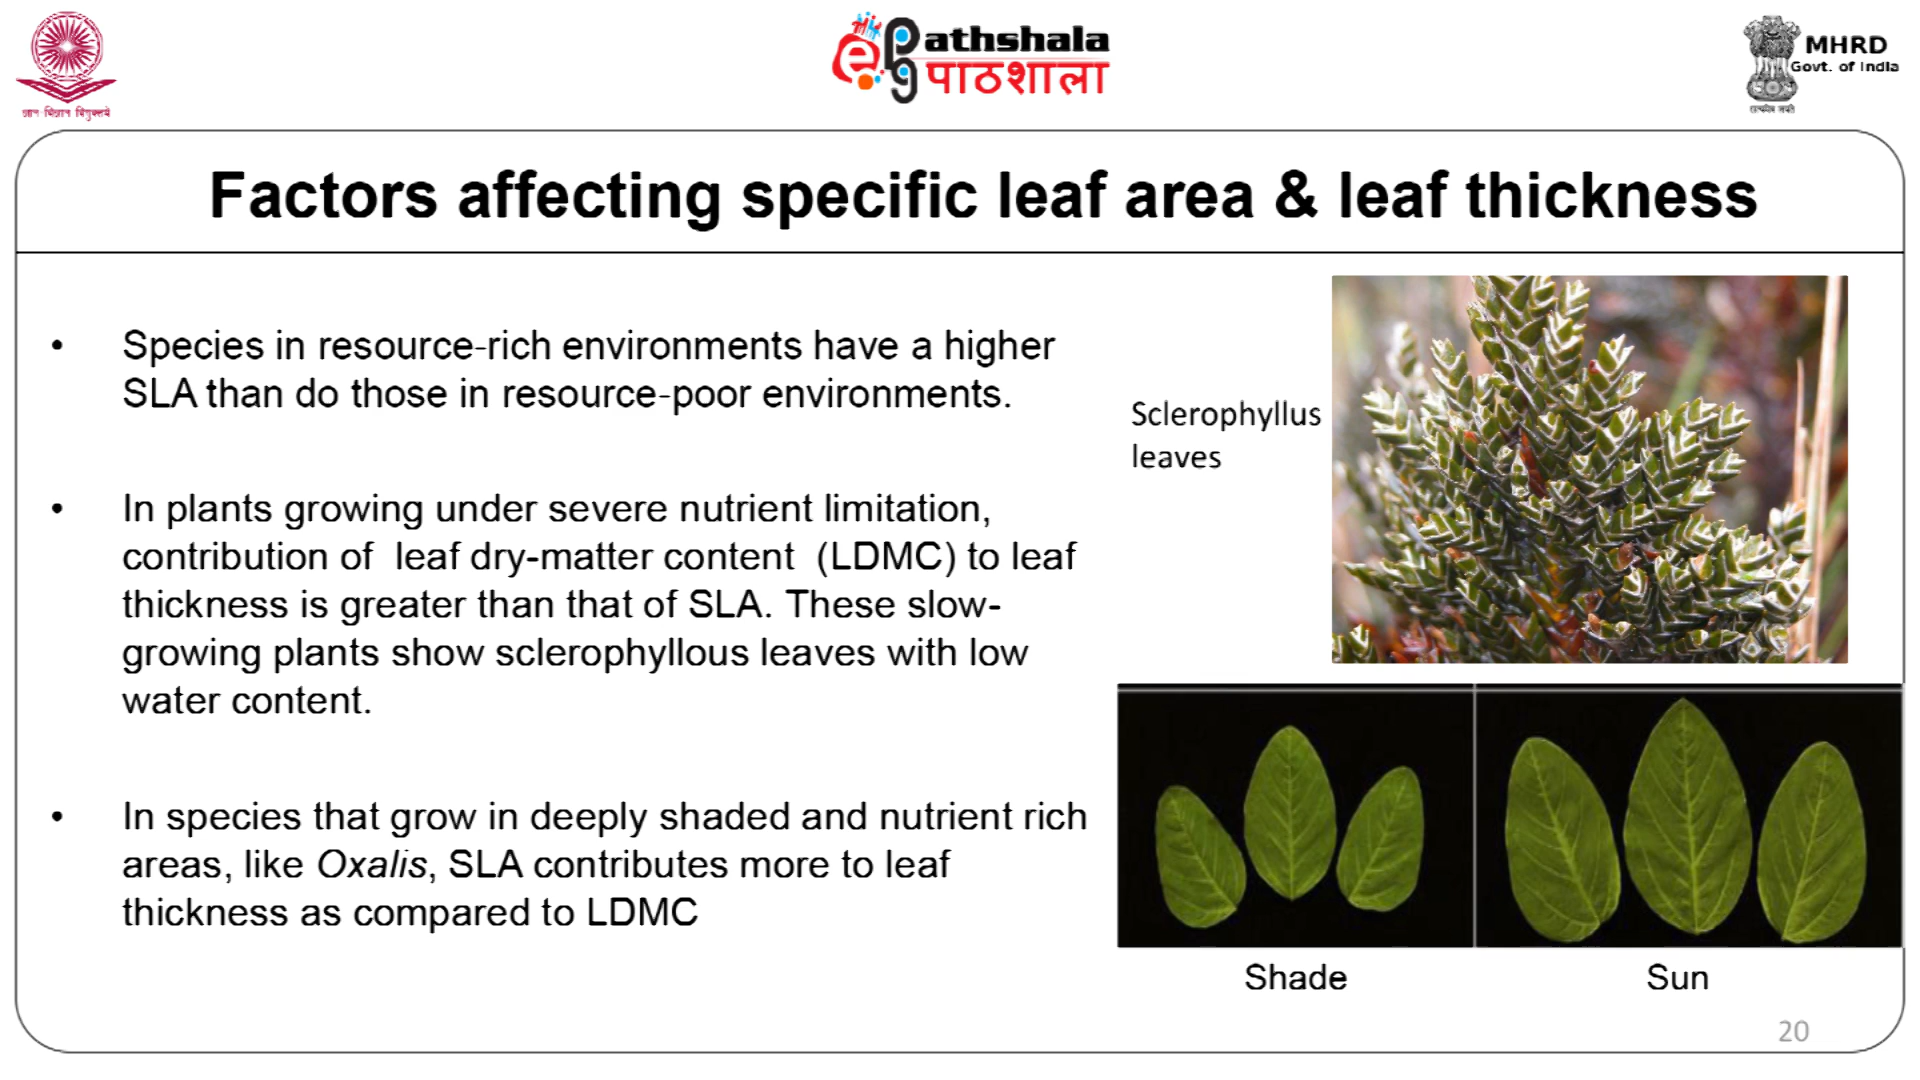 ePG Pathshala
पाठशाला
MHRD
Govt. of India
Factors affecting specific leaf area & leaf thickness
• Species in resource-rich environments have a higher
SLA than do those in resource-poor environments.
• In plants growing under severe nutrient limitation,
contribution of leaf dry-matter content (LDMC) to leaf
thickness is greater than that of SLA. These slow-
growing plants show sclerophyllous leaves with low
water content.
• In species that grow in deeply shaded and nutrient rich
areas, like Oxalis, SLA contributes more to leaf
thickness as compared to LDMC
Sclerophyllus
leaves
Shade
Sun
20